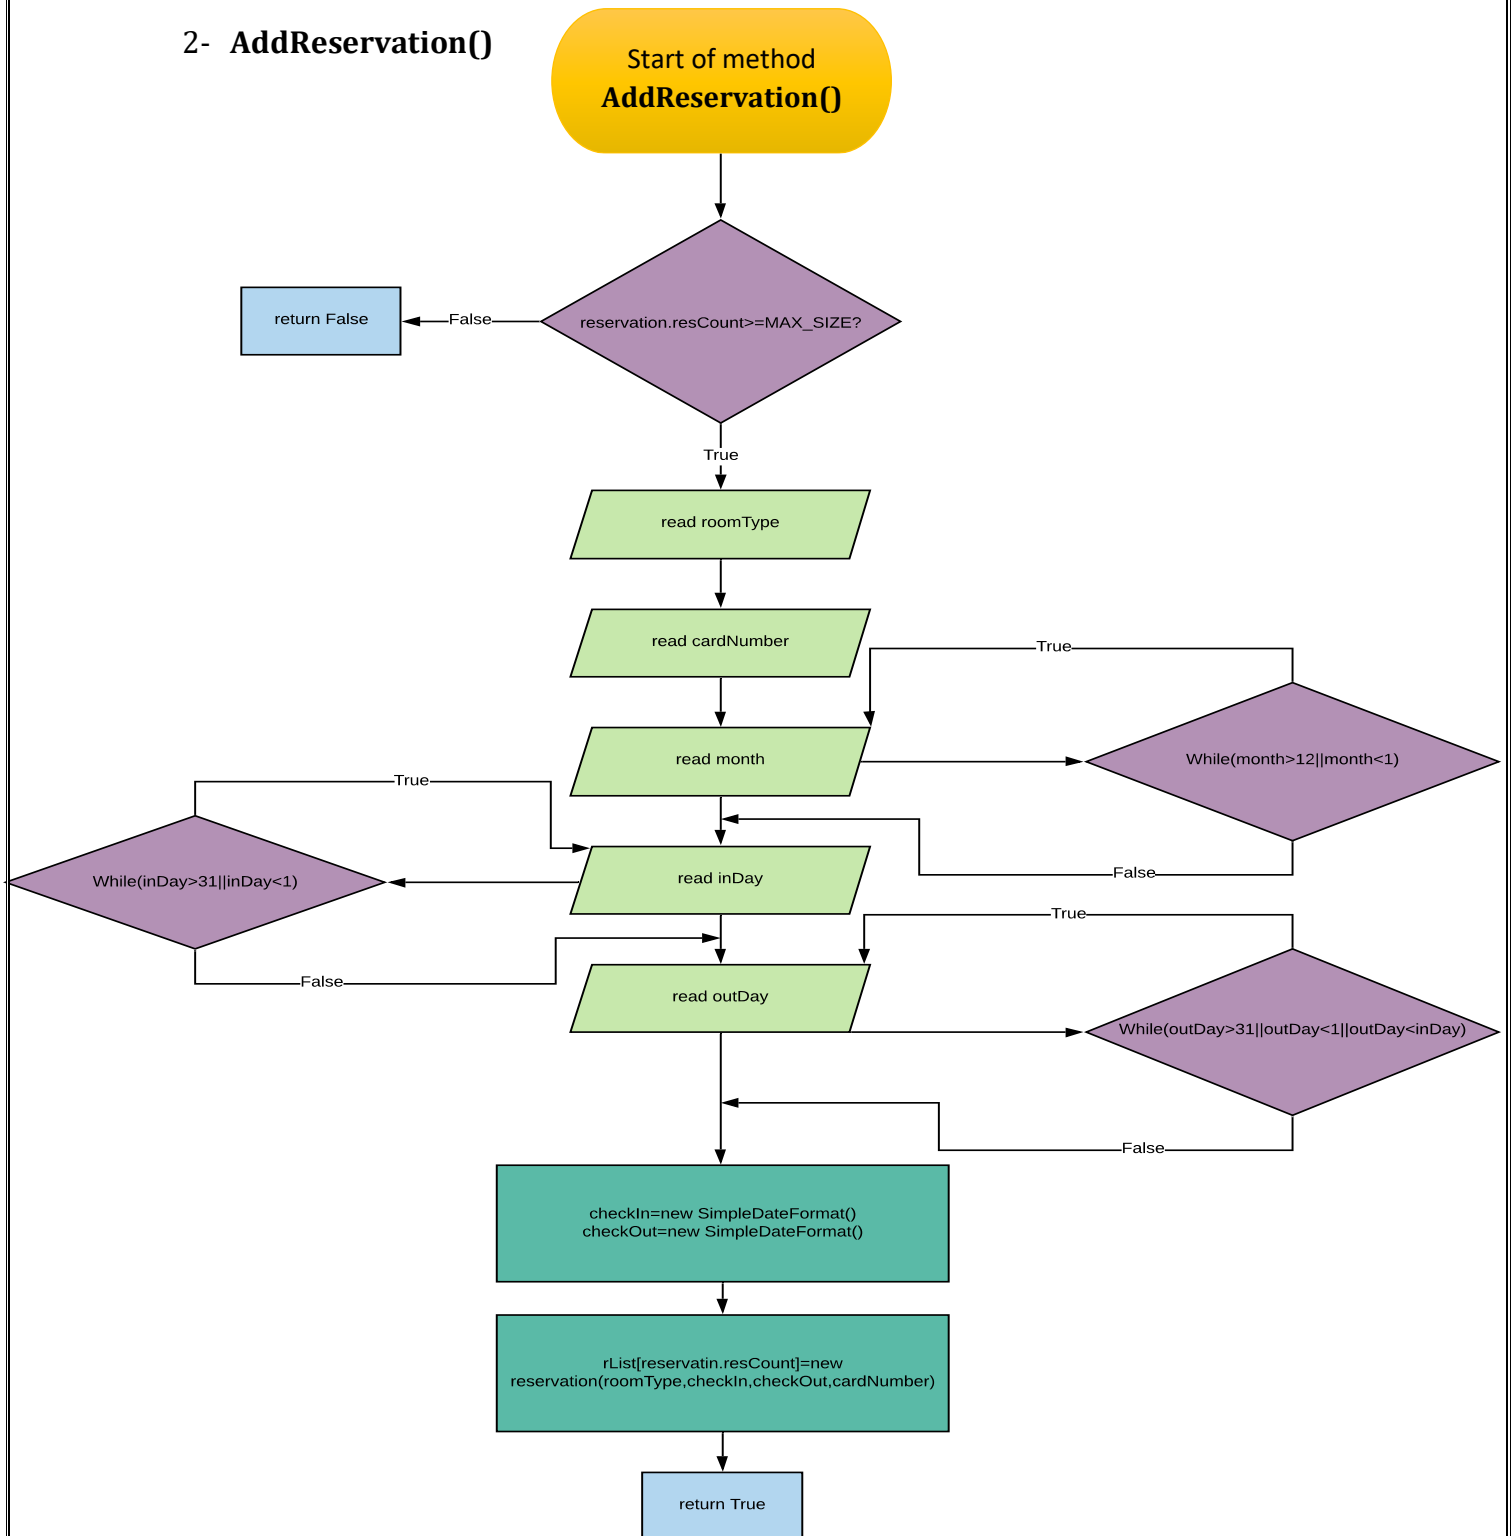 2- AddReservation()
Start of method
AddReservation()
reservation.resCount>=MAX_SIZE?
False
return False
True
read roomType
read cardNumber
True
read month
While(month>12||month<1)
True
False
While(inDay>31||inDay<1)
read inDay
True
False
read outDay
While(outDay>31||outDay<1||outDay<inDay)
False
checkIn=new SimpleDateFormat()
checkOut=new SimpleDateFormat()
rList[reservatin.resCount]=new
reservation(roomType,checkIn,checkOut,cardNumber)
return True